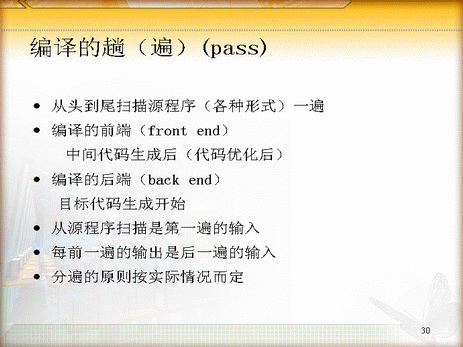 编译的趟（遍）(pass)
• 从头到尾扫描源程序（各种形式）一遍
• 编译的前端（front end）
中间代码生成后（代码优化后）
• 编译的后端（back end）
目标代码生成开始
• 从源程序扫描是第一遍的输入
• 每前一遍的输出是后一遍的输入
• 分遍的原则按实际情况而定
30